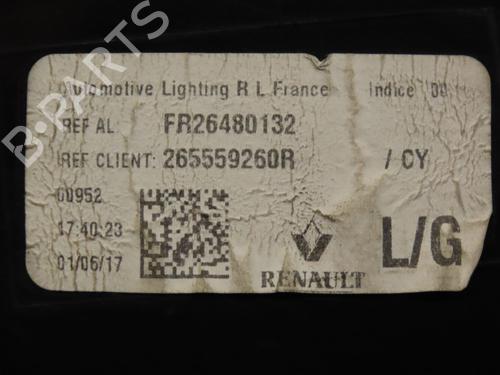 Automotive Lighting R L France Indice 00
REF AL: FR26480132
REF CLIENT: 265559260R / CY
00952
17:40:23
01/06/17
L/G
RENAULT
B-PARTS